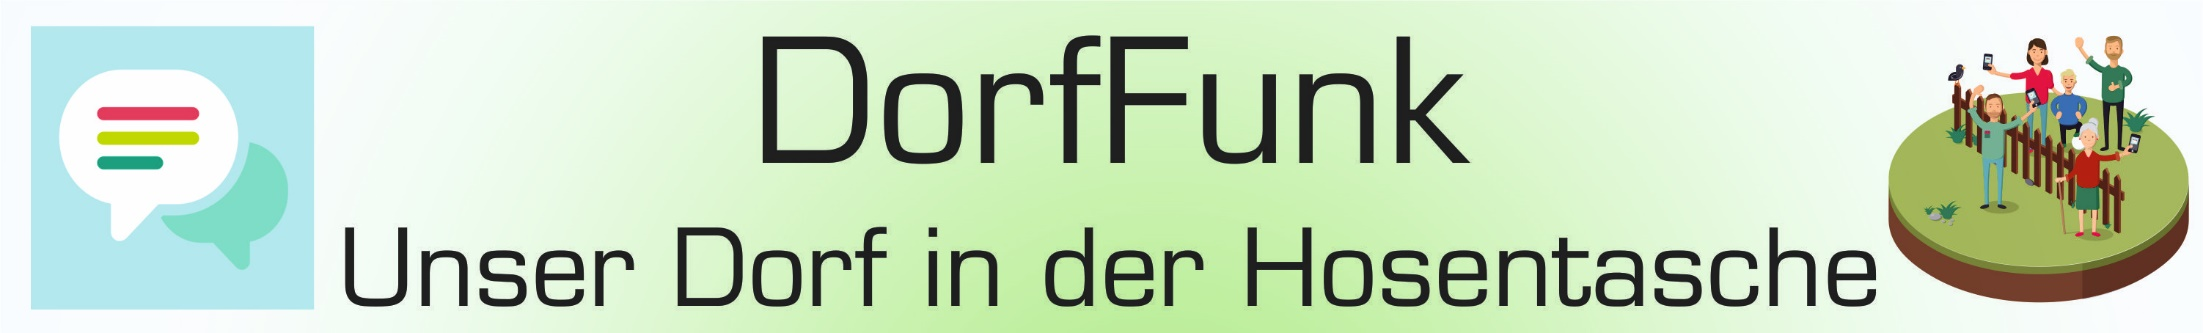 DorfFunk
Unser Dorf in der Hosentasche